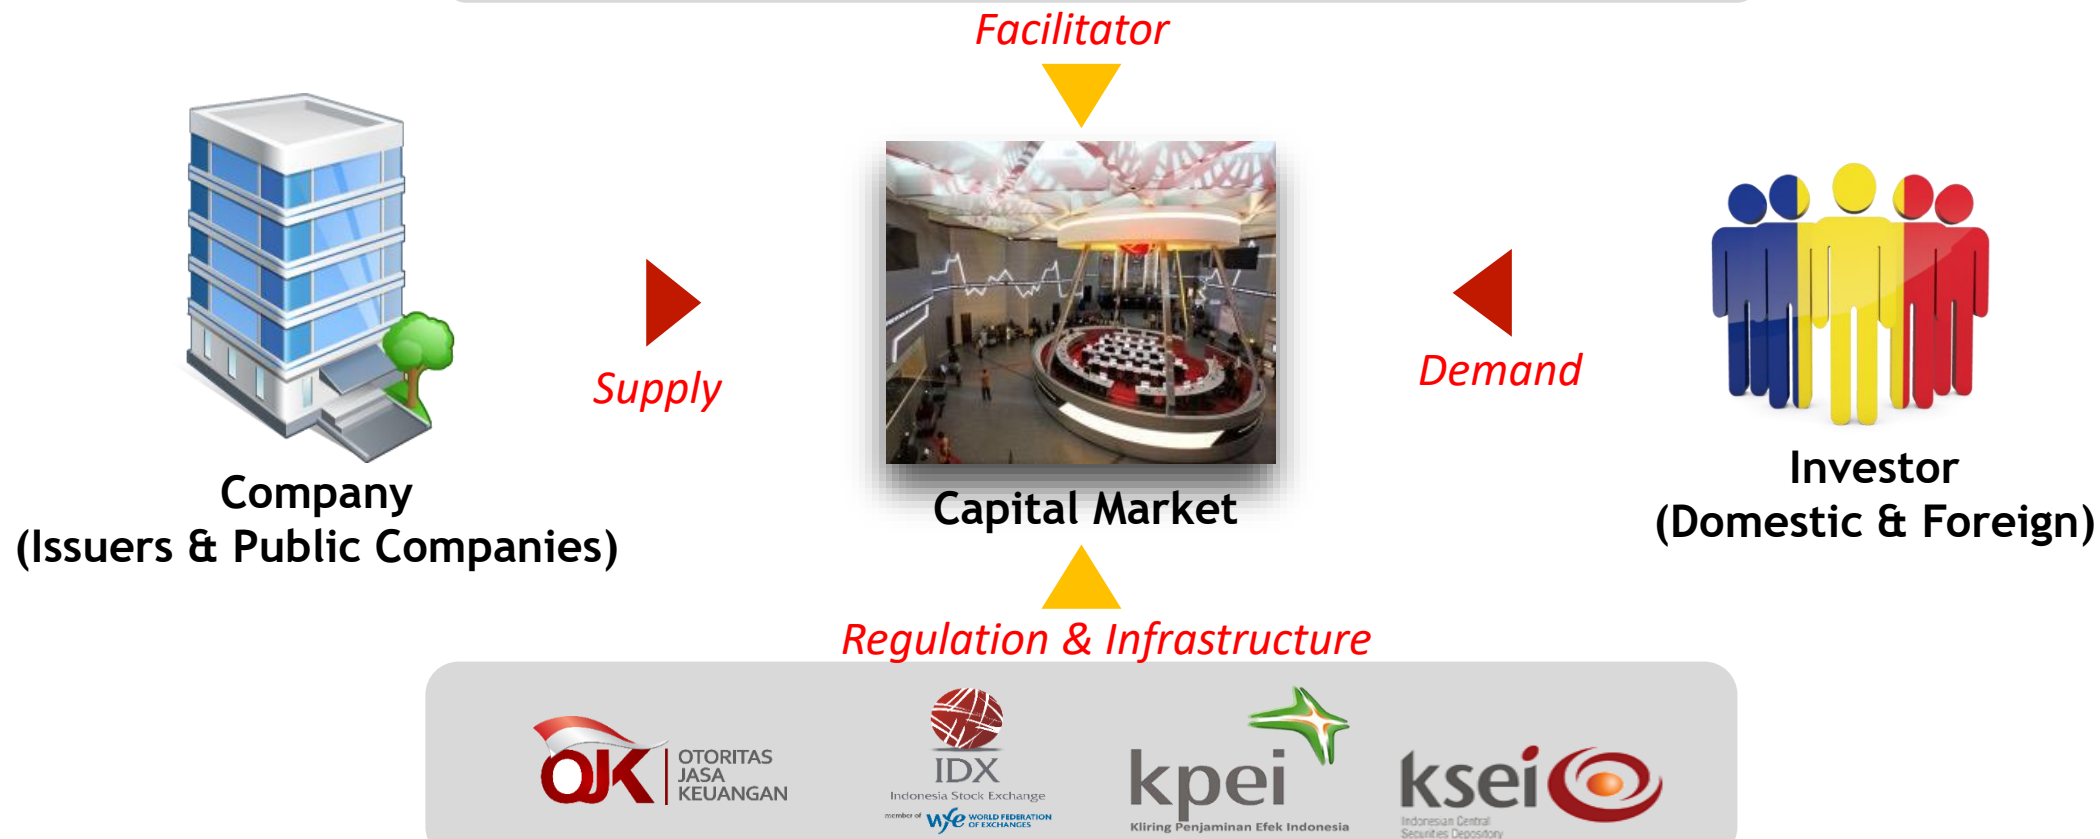 Facilitator
Supply
Demand
Company
(Issuers & Public Companies)
Capital Market
Investor
(Domestic & Foreign)
Regulation & Infrastructure
OJK
OTORITAS
JASA
KEUANGAN
IDX
Indonesia Stock Exchange
member of wfe WORLD FEDERATION
OF EXCHANGES
kpei
Kliring Penjaminan Efek Indonesia
ksei
Indonesian Central
Securities Depository